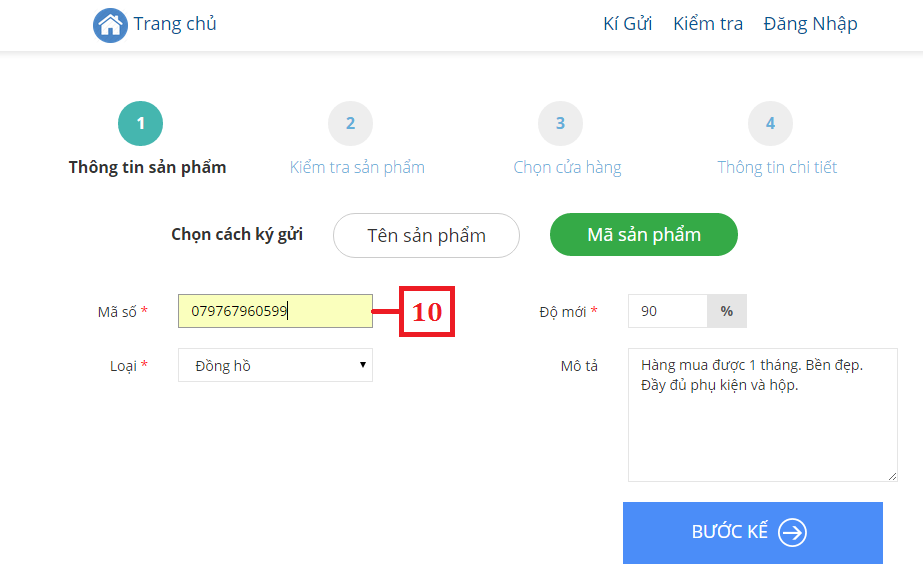 Trang chủ
Kí Gửi Kiểm tra Đăng Nhập
1 2 3 4
Thông tin sản phẩm Kiểm tra sản phẩm Chọn cửa hàng Thông tin chi tiết
Chọn cách ký gửi Tên sản phẩm Mã sản phẩm
Mã số * 079767960599 10 Độ mới * 90 %
Loại * Đồng hồ Mô tả Hàng mua được 1 tháng. Bền đẹp.
Đầy đủ phụ kiện và hộp.
BƯỚC KẾ